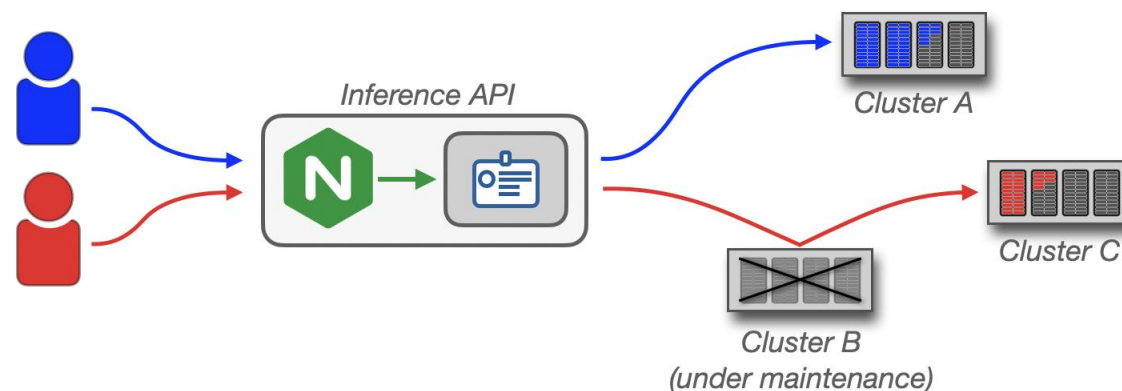 Inference API
N
Cluster A
Cluster C
Cluster B
(under maintenance)